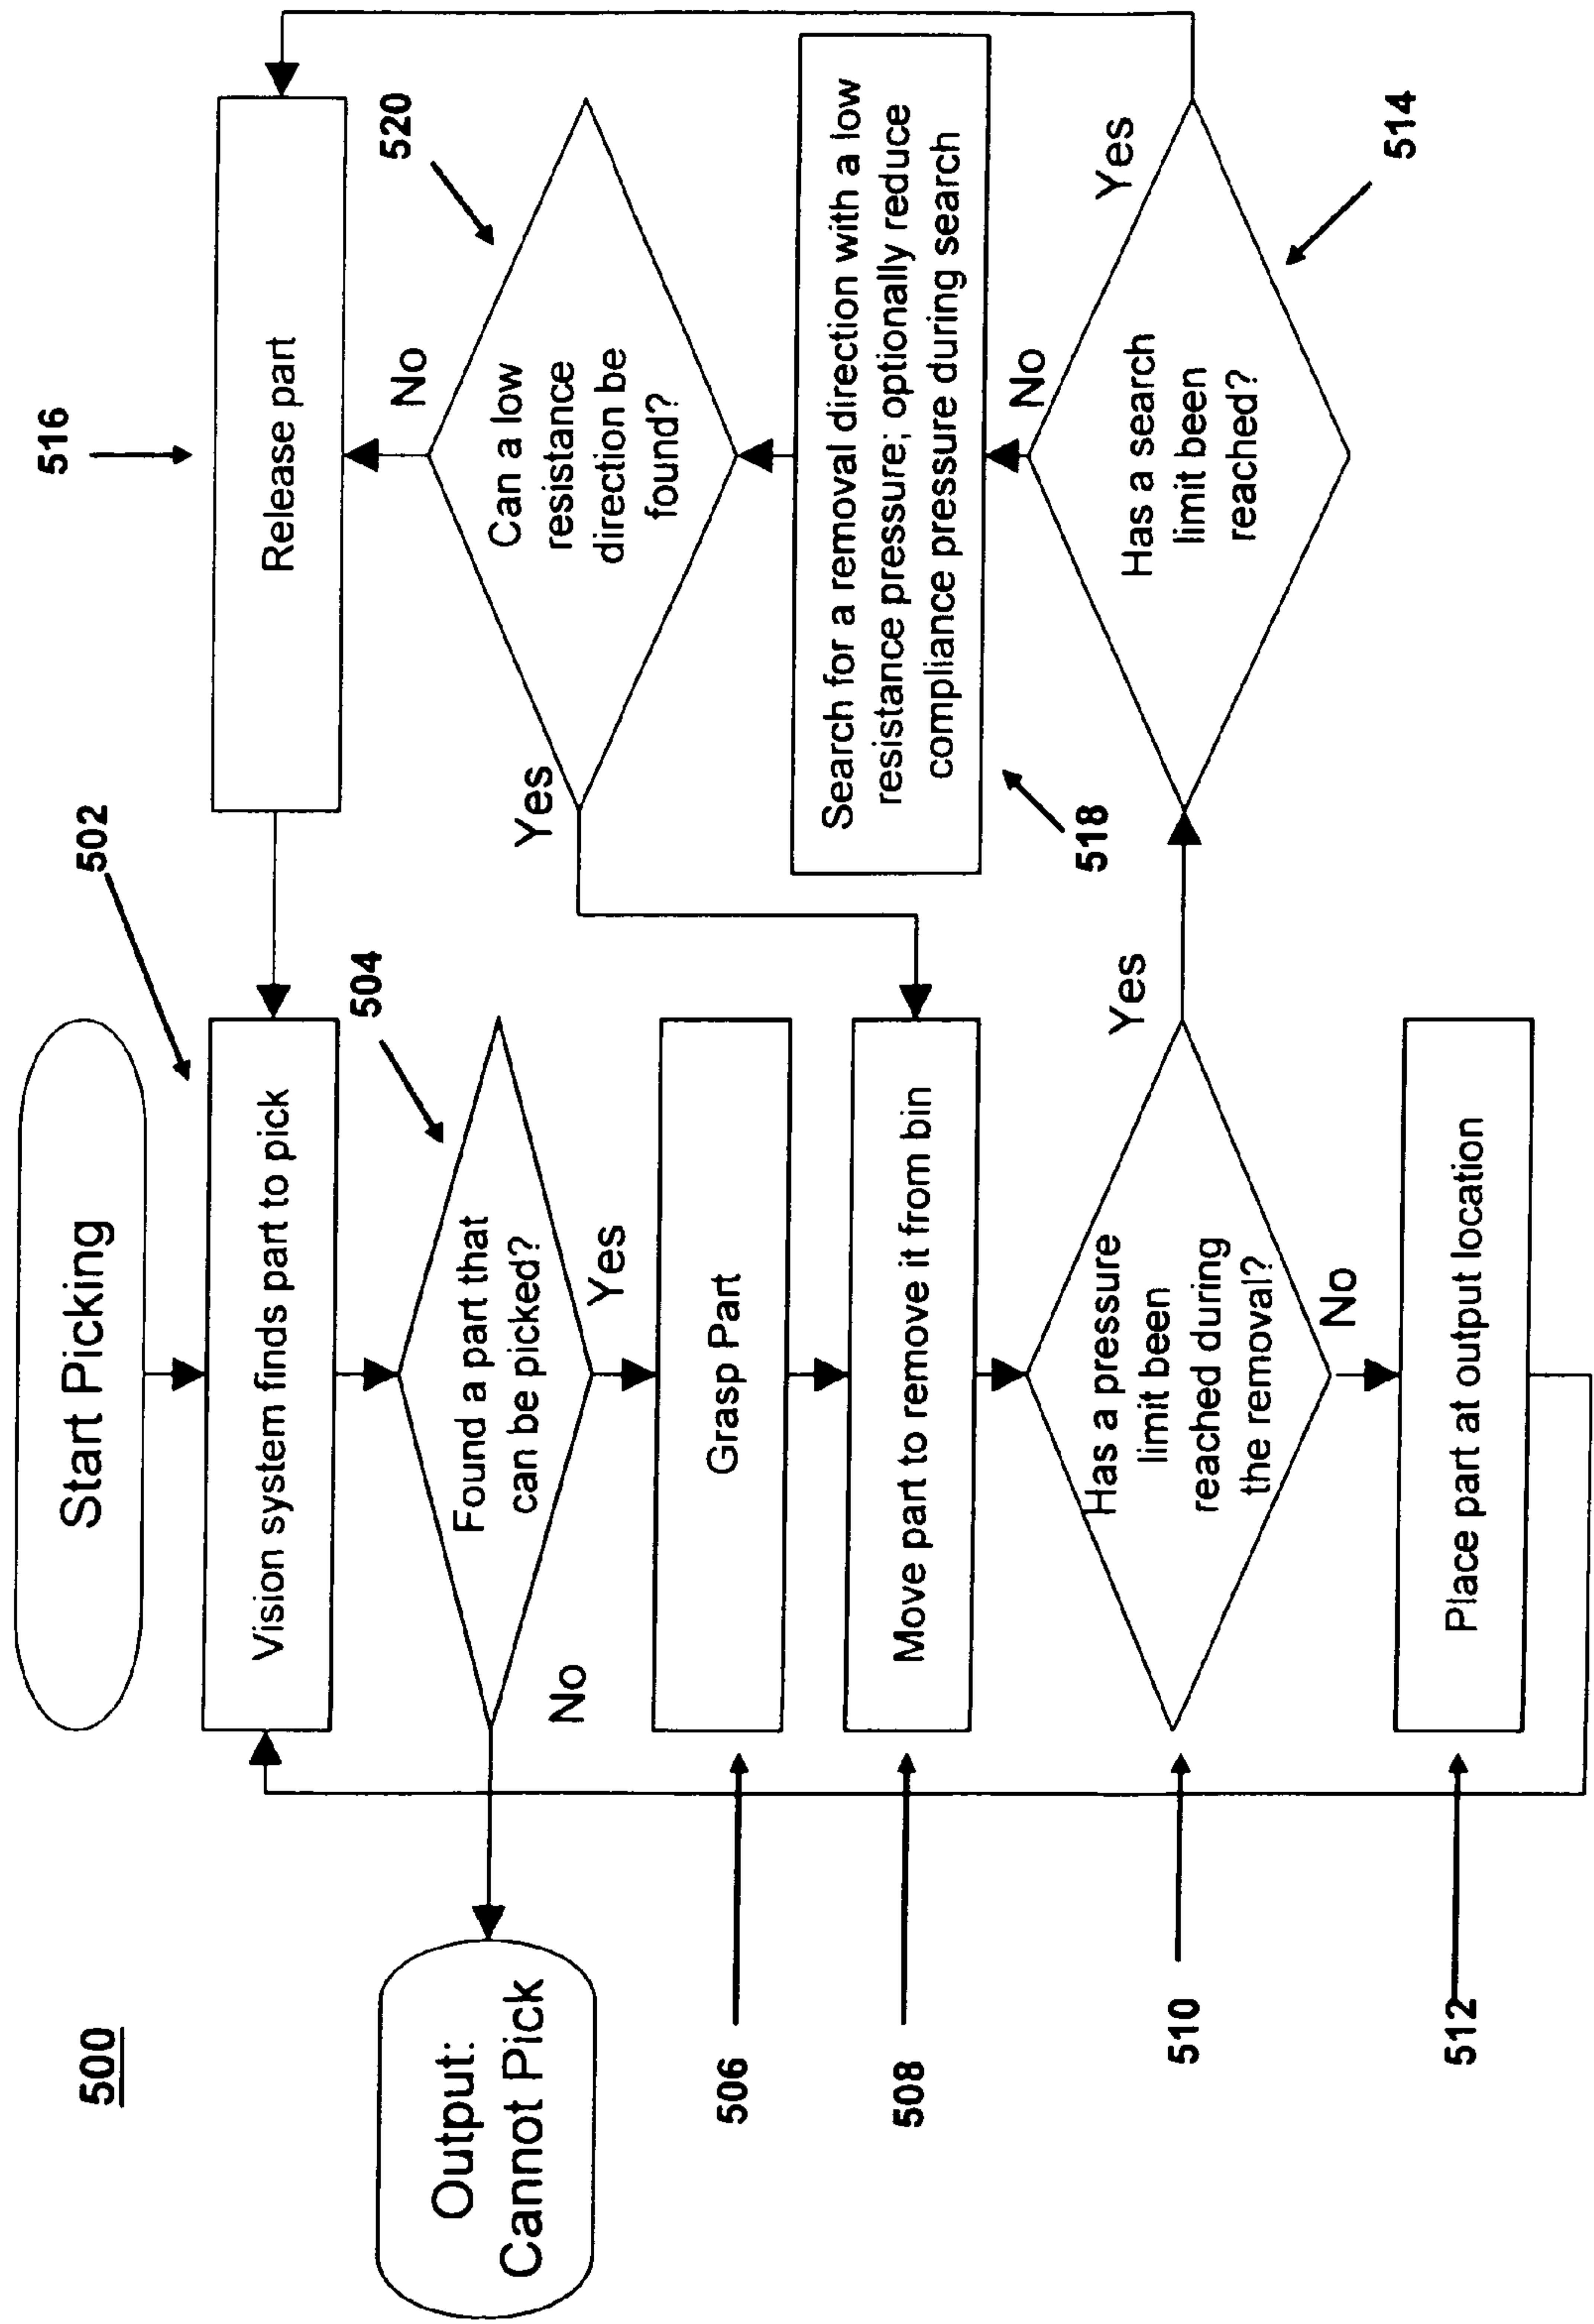 500
Start Picking
502
Vision system finds part to pick
504
Found a part that
can be picked?
No
Yes
Output:
Cannot Pick
506
Grasp Part
508
Move part to remove it from bin
510
Has a pressure
limit been
reached during
the removal?
Yes
No
512
Place part at output location
516
Release part
520
No
Can a low
resistance
direction be
found?
Yes
Search for a removal direction with a low
resistance pressure; optionally reduce
compliance pressure during search
518
No
Yes
Has a search
limit been
reached?
514